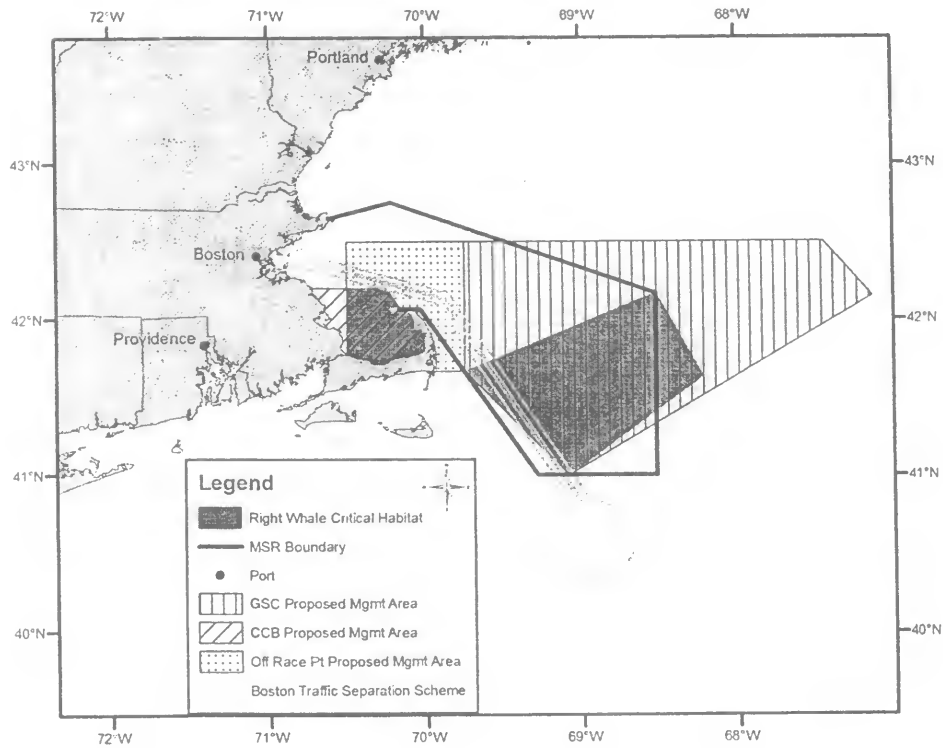 72°W 71°W 70°W 69°W 68°W
Portland
43°N 43°N
Boston
42°N 42°N
Providence
41°N 41°N
Legend
Right Whale Critical Habitat
MSR Boundary
Port
GSC Proposed Mgmt Area
CCB Proposed Mgmt Area
Off Race Pt Proposed Mgmt Area
Boston Traffic Separation Scheme
40°N 40°N
72°W 71°W 70°W 69°W 68°W